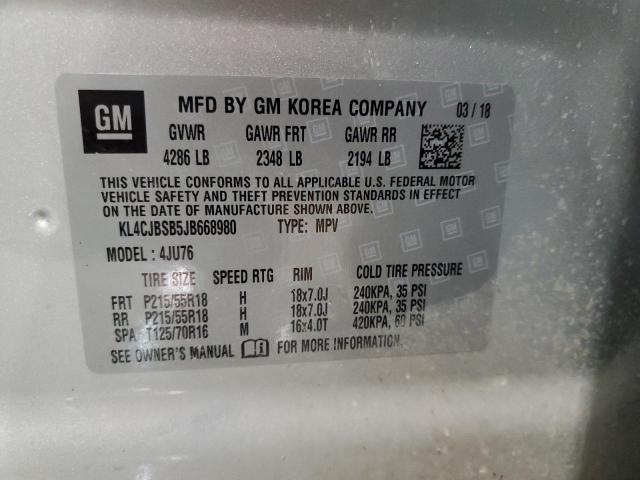 GM MFD BY GM KOREA COMPANY 03 / 18
GVWR GAWR FRT GAWR RR
4286 LB 2348 LB 2194 LB
THIS VEHICLE CONFORMS TO ALL APPLICABLE U.S. FEDERAL MOTOR
VEHICLE SAFETY AND THEFT PREVENTION STANDARDS IN EFFECT
ON THE DATE OF MANUFACTURE SHOWN ABOVE.
KL4CJBSB5JB668980 TYPE: MPV
MODEL : 4JU76
TIRE SIZE SPEED RTG RIM COLD TIRE PRESSURE
FRT P215/55R18 H 18x7.0J 240KPA, 35 PSI
RR P215/55R18 H 18x7.0J 240KPA, 35 PSI
SPA T125/70R16 M 16x4.0T 420KPA, 60 PSI
SEE OWNER'S MANUAL FOR MORE INFORMATION.